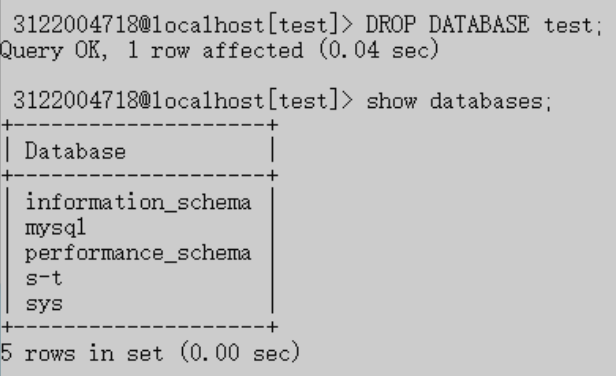 3122004718@localhost[test]> DROP DATABASE test;
Query OK, 1 row affected (0.04 sec)
3122004718@localhost[test]> show databases;
+--------------------+
| Database           |
+--------------------+
| information_schema |
| mysql              |
| performance_schema |
| s-t                |
| sys                |
+--------------------+
5 rows in set (0.00 sec)